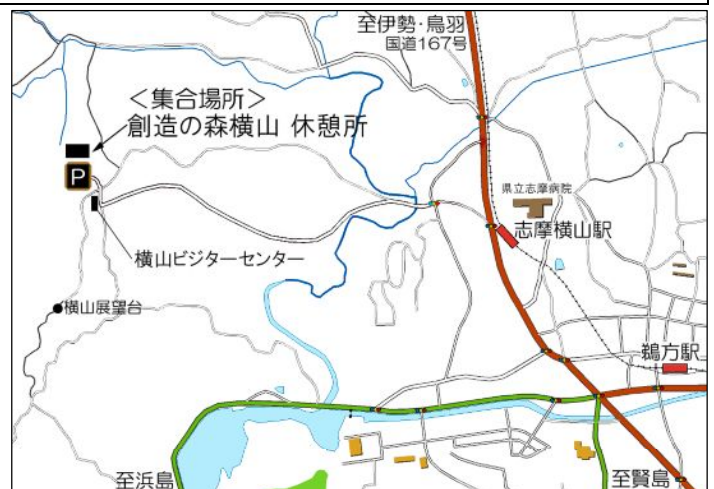 至伊勢・鳥羽
国道167号
<集合場所>
創造の森横山 休憩所
P
県立志摩病院
志摩横山駅
横山ビジターセンター
横山展望台
鵜方駅
至浜島
至賢島